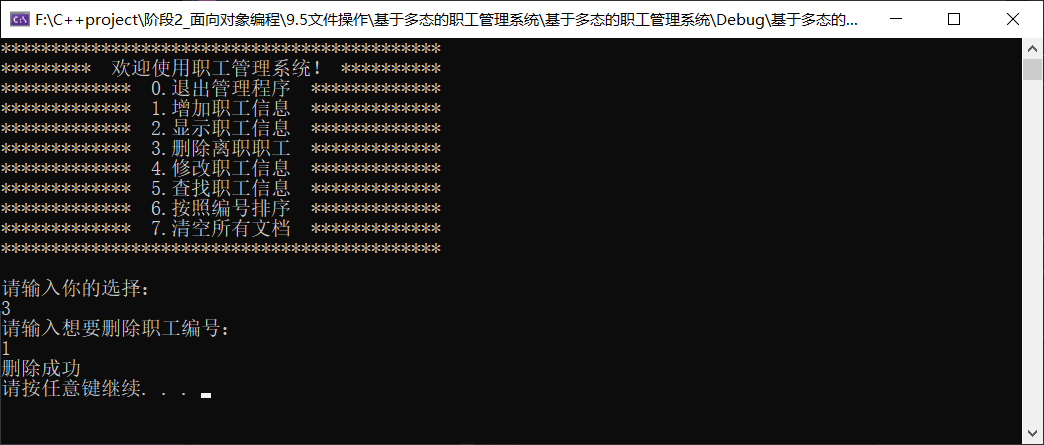 F:\C++project\阶段2_面向对象编程\9.5文件操作\基于多态的职工管理系统\基于多态的职工管理系统\Debug\基于多态的...
********************************************
*********  欢迎使用职工管理系统！ **********
*************  0.退出管理程序  *************
*************  1.增加职工信息  *************
*************  2.显示职工信息  *************
*************  3.删除离职职工  *************
*************  4.修改职工信息  *************
*************  5.查找职工信息  *************
*************  6.按照编号排序  *************
*************  7.清空所有文档  *************
********************************************
请输入你的选择：
3
请输入想要删除职工编号：
1
删除成功
请按任意键继续. . .